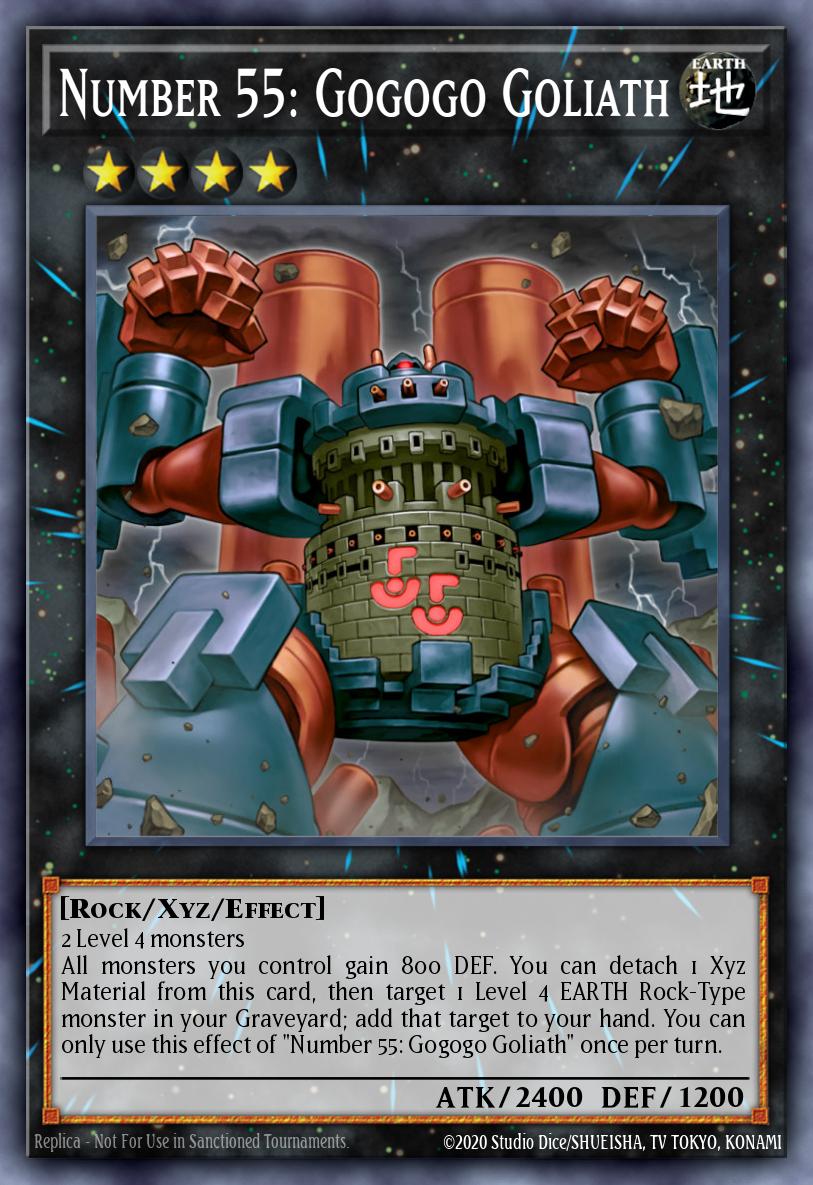 Number 55: Gogogo Goliath
EARTH
地
55
[Rock/Xyz/Effect]
2 Level 4 monsters
All monsters you control gain 800 DEF. You can detach 1 Xyz
Material from this card, then target 1 Level 4 EARTH Rock-Type
monster in your Graveyard; add that target to your hand. You can
only use this effect of "Number 55: Gogogo Goliath" once per turn.
ATK/2400 DEF/1200
Replica - Not For Use in Sanctioned Tournaments.
©2020 Studio Dice/SHUEISHA, TV TOKYO, KONAMI